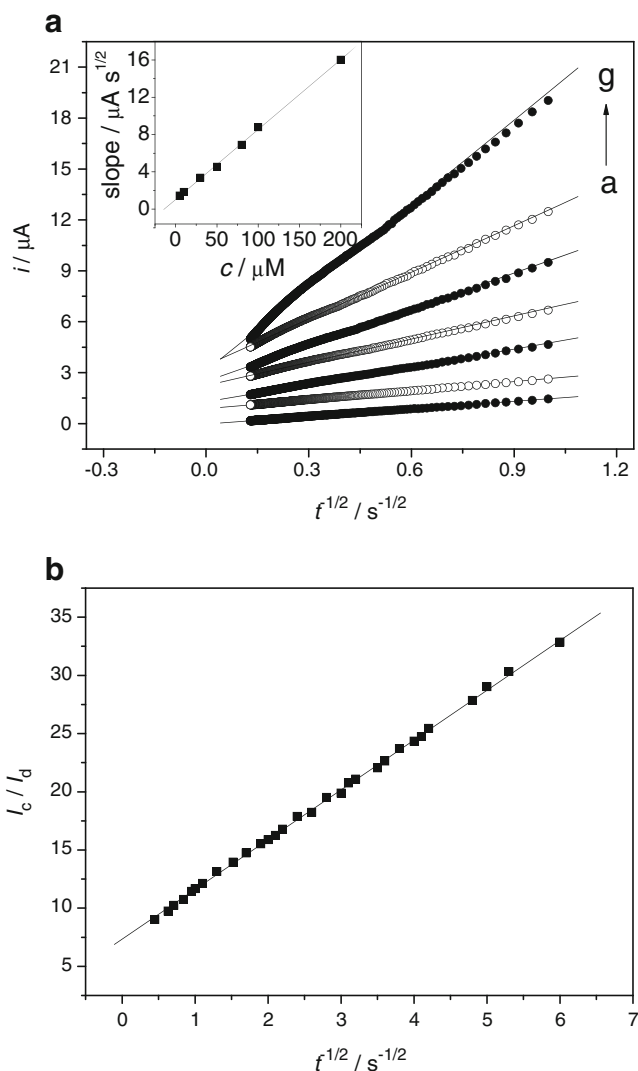 a
21
18
15
12
9
6
3
0
i / μA
g
a
16
12
8
4
0
slope / μA s^1/2
0 50 100 150 200
c / μM
-0.3 0.0 0.3 0.6 0.9 1.2
t^-1/2 / s^-1/2
b
35
30
25
20
15
10
5
I_c / I_d
0 1 2 3 4 5 6 7
t^-1/2 / s^-1/2